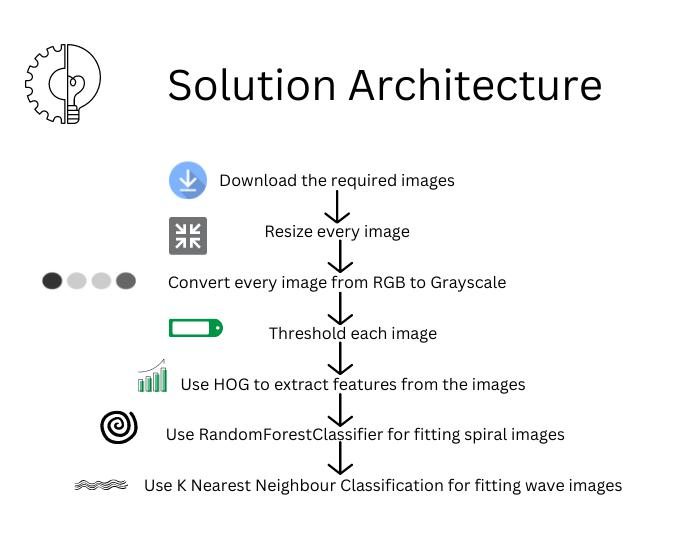 Solution Architecture
Download the required images
Resize every image
Convert every image from RGB to Grayscale
Threshold each image
Use HOG to extract features from the images
Use RandomForestClassifier for fitting spiral images
Use K Nearest Neighbour Classification for fitting wave images